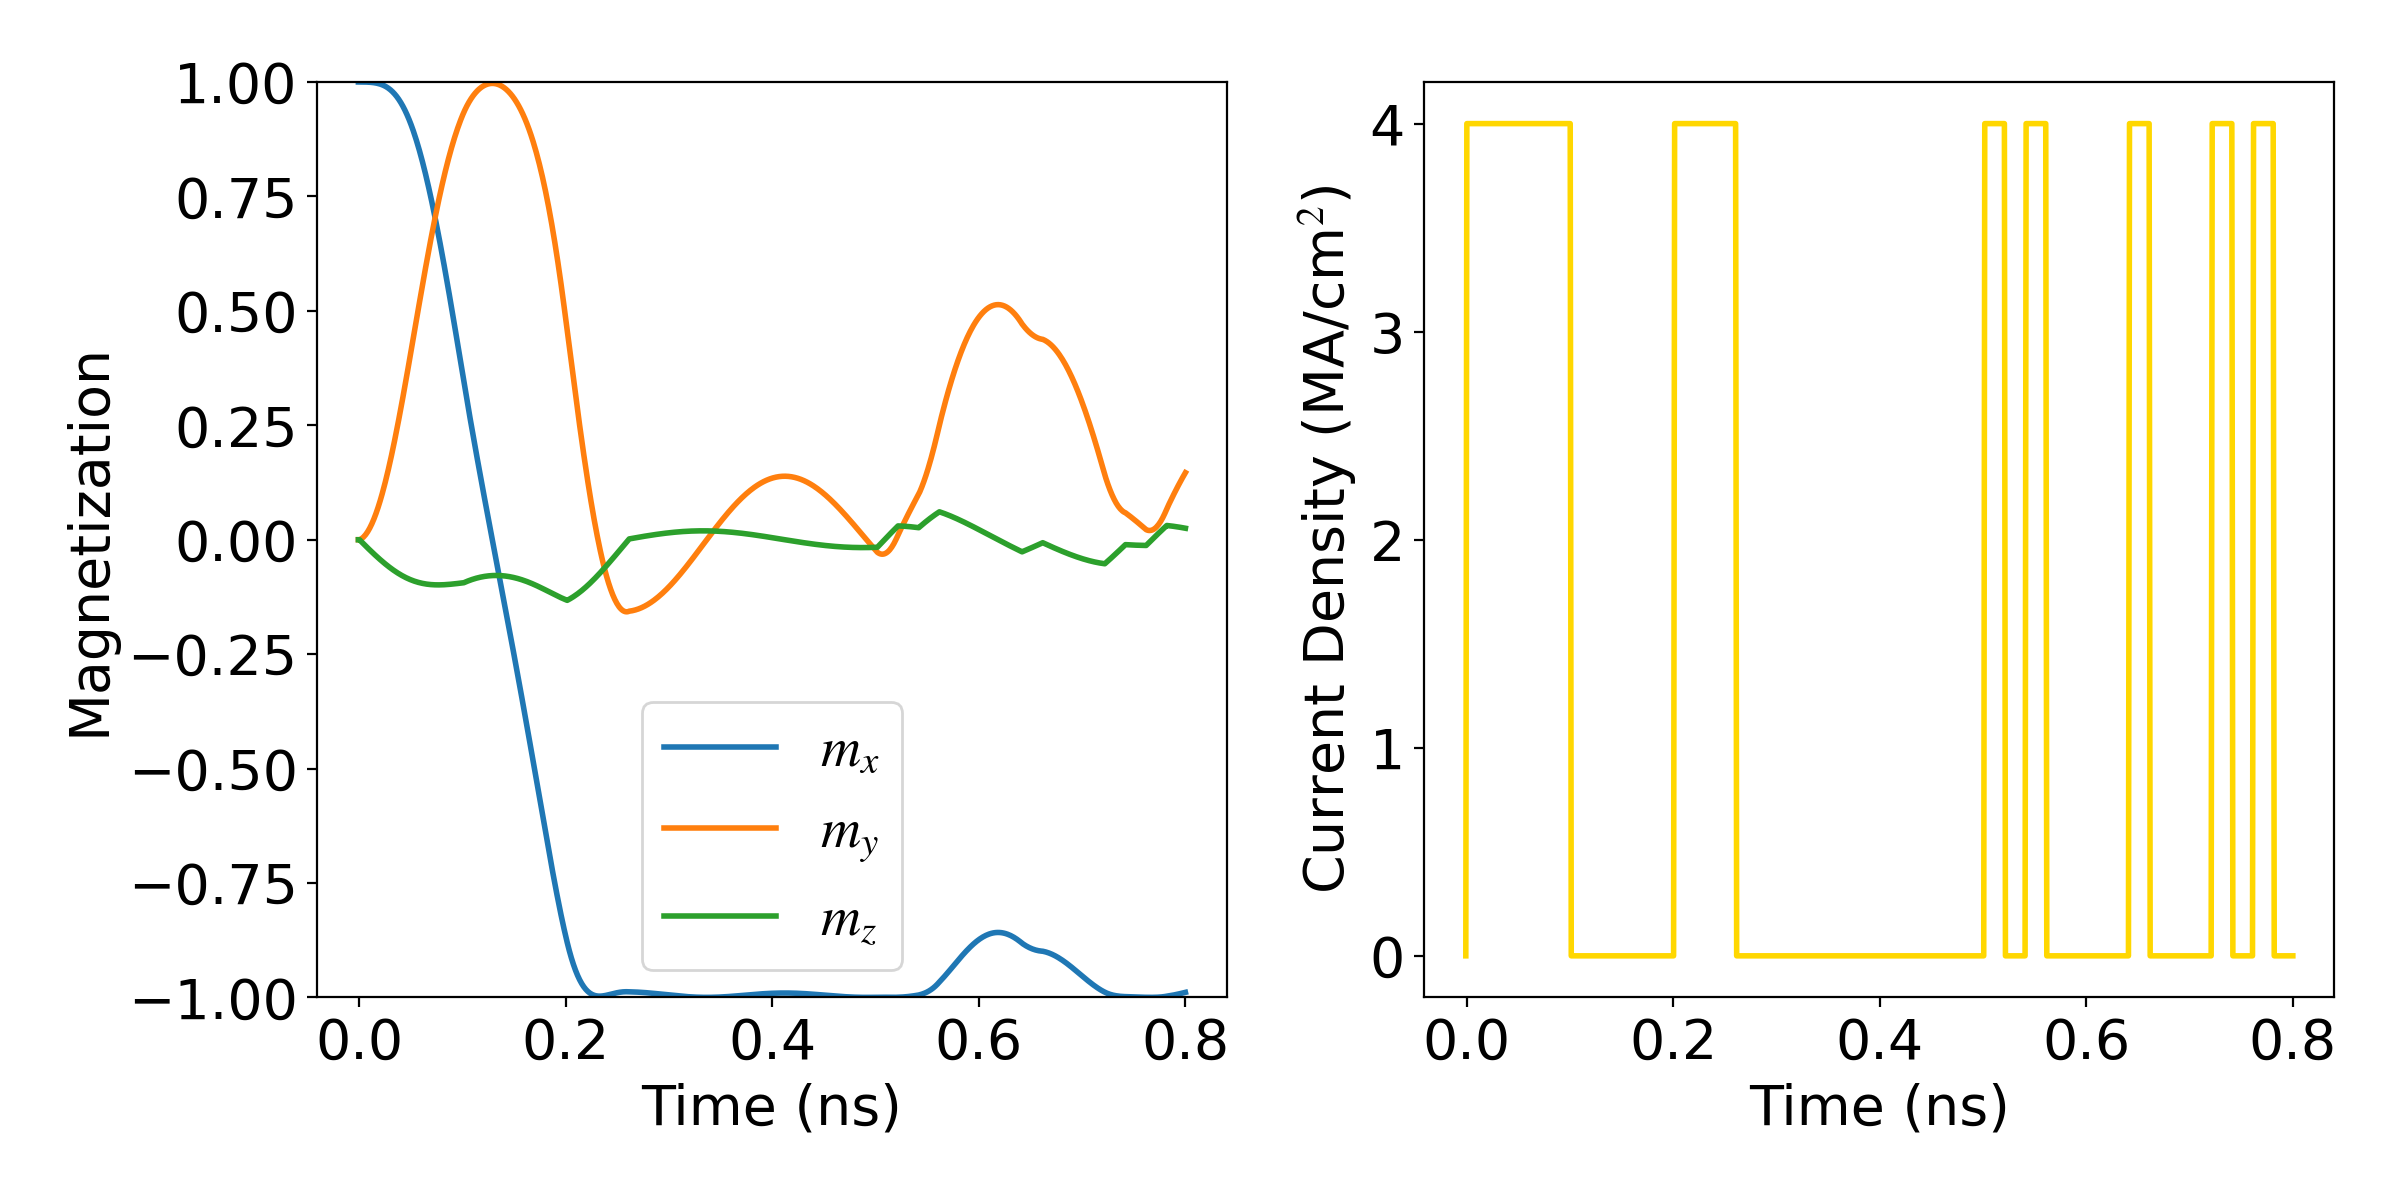 1.00
0.75
0.50
0.25
0.00
−0.25
−0.50
−0.75
−1.00
0.0 0.2 0.4 0.6 0.8
Time (ns)
Magnetization
m_x
m_y
m_z
4
3
2
1
0
0.0 0.2 0.4 0.6 0.8
Time (ns)
Current Density (MA/cm²)